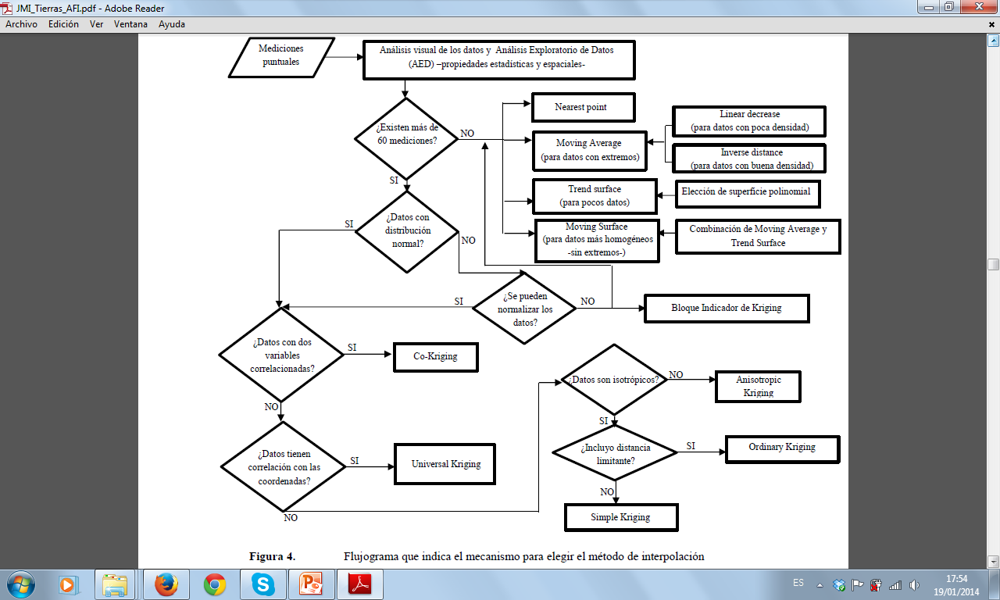 JMI_Tierras_AFI.pdf - Adobe Reader
Archivo Edición Ver Ventana Ayuda
Mediciones
puntuales
Análisis visual de los datos y Análisis Exploratorio de Datos
(AED) –propiedades estadísticas y espaciales-
¿Existen más de
60 mediciones?
NO
SI
Nearest point
Moving Average
(para datos con extremos)
Linear decrease
(para datos con poca densidad)
Inverse distance
(para datos con buena densidad)
Trend surface
(para pocos datos)
Elección de superficie polinomial
Moving Surface
(para datos más homogéneos
-sin extremos-)
Combinación de Moving Average y
Trend Surface
¿Datos con
distribución
normal?
SI
NO
¿Se pueden
normalizar los
datos?
SI
NO
Bloque Indicador de Kriging
¿Datos con dos
variables
correlacionadas?
SI
Co-Kriging
NO
¿Datos tienen
correlación con las
coordenadas?
SI
Universal Kriging
NO
¿Datos son isotrópicos?
NO
Anisotropic
Kriging
SI
¿Incluyo distancia
limitante?
SI
Ordinary Kriging
NO
Simple Kriging
Figura 4. Flujograma que indica el mecanismo para elegir el método de interpolación
ES
17:54
19/01/2014